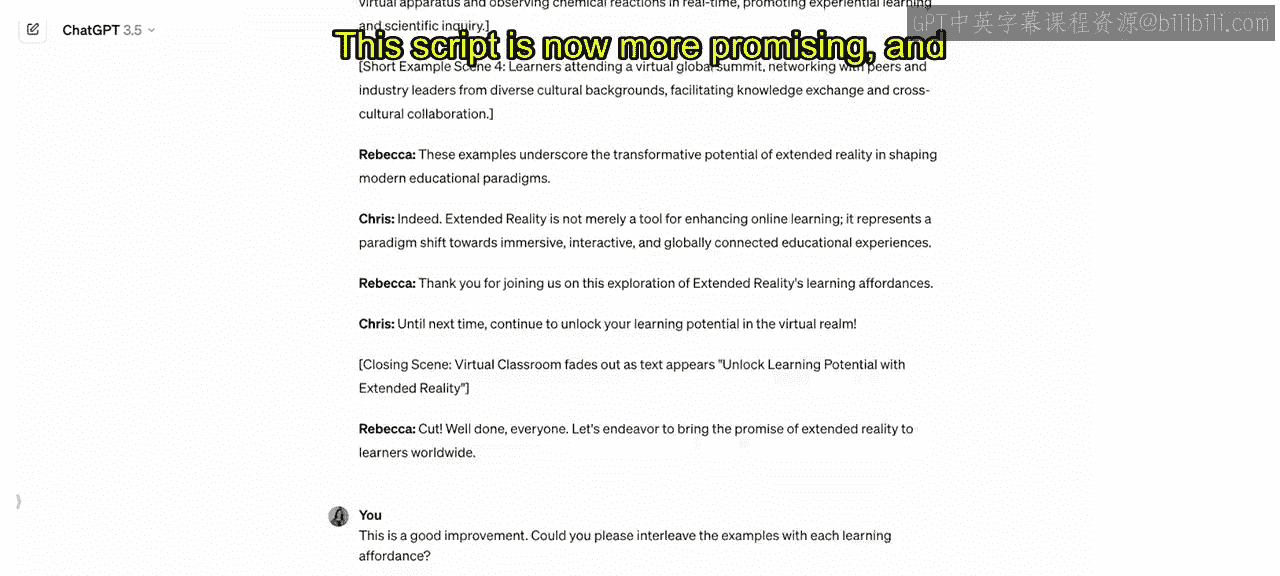 virtual apparatus and observing chemical reactions in real-time, promoting experiential learning
GPT中英字幕课程资源@bilibili.com
ChatGPT 3.5
and scientific inquiry.]
This script is now more promising, and
[Short Example Scene 4: Learners attending a virtual global summit, networking with peers and
industry leaders from diverse cultural backgrounds, facilitating knowledge exchange and cross-
cultural collaboration.]
Rebecca: These examples underscore the transformative potential of extended reality in shaping
modern educational paradigms.
Chris: Indeed. Extended Reality is not merely a tool for enhancing online learning; it represents a
paradigm shift towards immersive, interactive, and globally connected educational experiences.
Rebecca: Thank you for joining us on this exploration of Extended Reality's learning affordances.
Chris: Until next time, continue to unlock your learning potential in the virtual realm!
[Closing Scene: Virtual Classroom fades out as text appears "Unlock Learning Potential with
Extended Reality"]
Rebecca: Cut! Well done, everyone. Let's endeavor to bring the promise of extended reality to
learners worldwide.
You
This is a good improvement. Could you please interleave the examples with each learning
affordance?